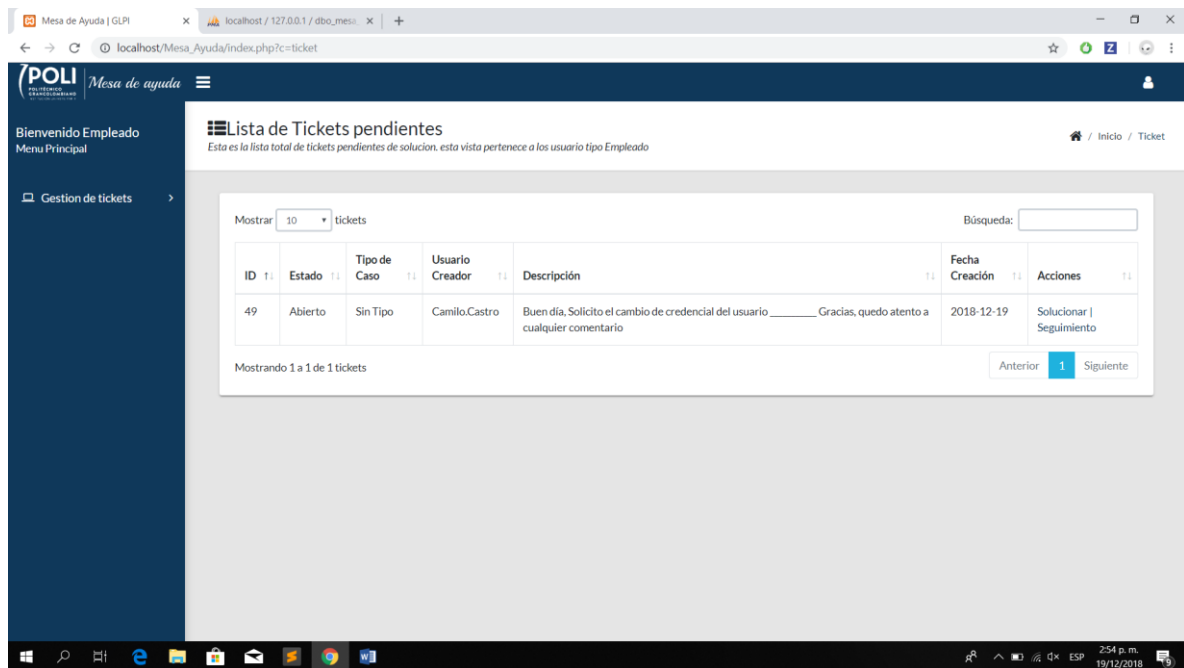 Mesa de Ayuda | GLPI
localhost / 127.0.0.1 / dbo_mesa_
localhost/Mesa_Ayuda/index.php?c=ticket
POLI
POLITÉCNICO
GRANCOLOMBIANO
Mesa de ayuda
Bienvenido Empleado
Menu Principal
Gestion de tickets
Lista de Tickets pendientes
Esta es la lista total de tickets pendientes de solucion. esta vista pertenece a los usuario tipo Empleado
/ Inicio / Ticket
Mostrar 10 tickets
Búsqueda:
ID Estado Tipo de Caso Usuario Creador Descripción Fecha Creación Acciones
49 Abierto Sin Tipo Camilo.Castro Buen día, Solicito el cambio de credencial del usuario __________ Gracias, quedo atento a cualquier comentario 2018-12-19 Solucionar | Seguimiento
Mostrando 1 a 1 de 1 tickets
Anterior 1 Siguiente
ESP
2:54 p. m.
19/12/2018